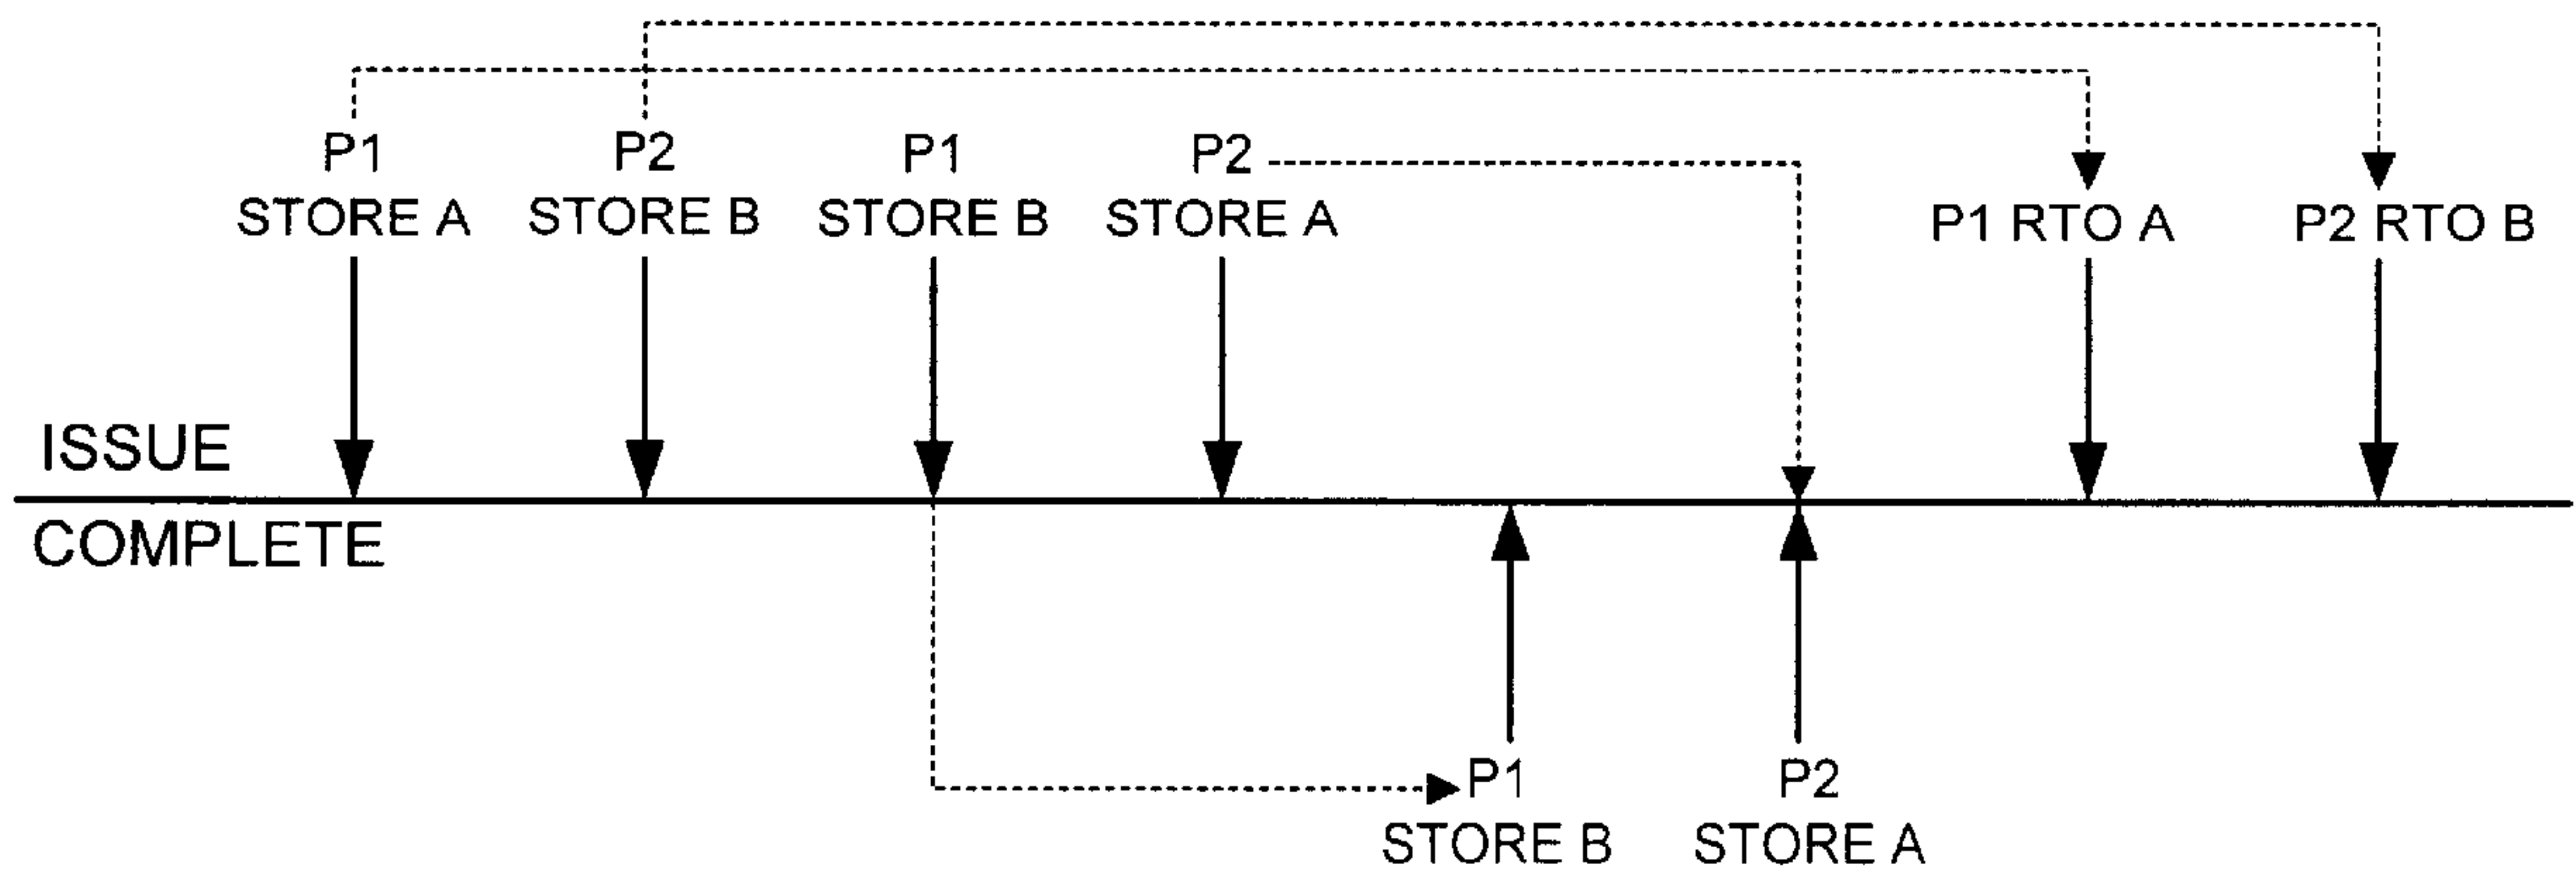 P1
STORE A
P2
STORE B
P1
STORE B
P2
STORE A
P1 RTO A
P2 RTO B
ISSUE
COMPLETE
P1
STORE B
P2
STORE A